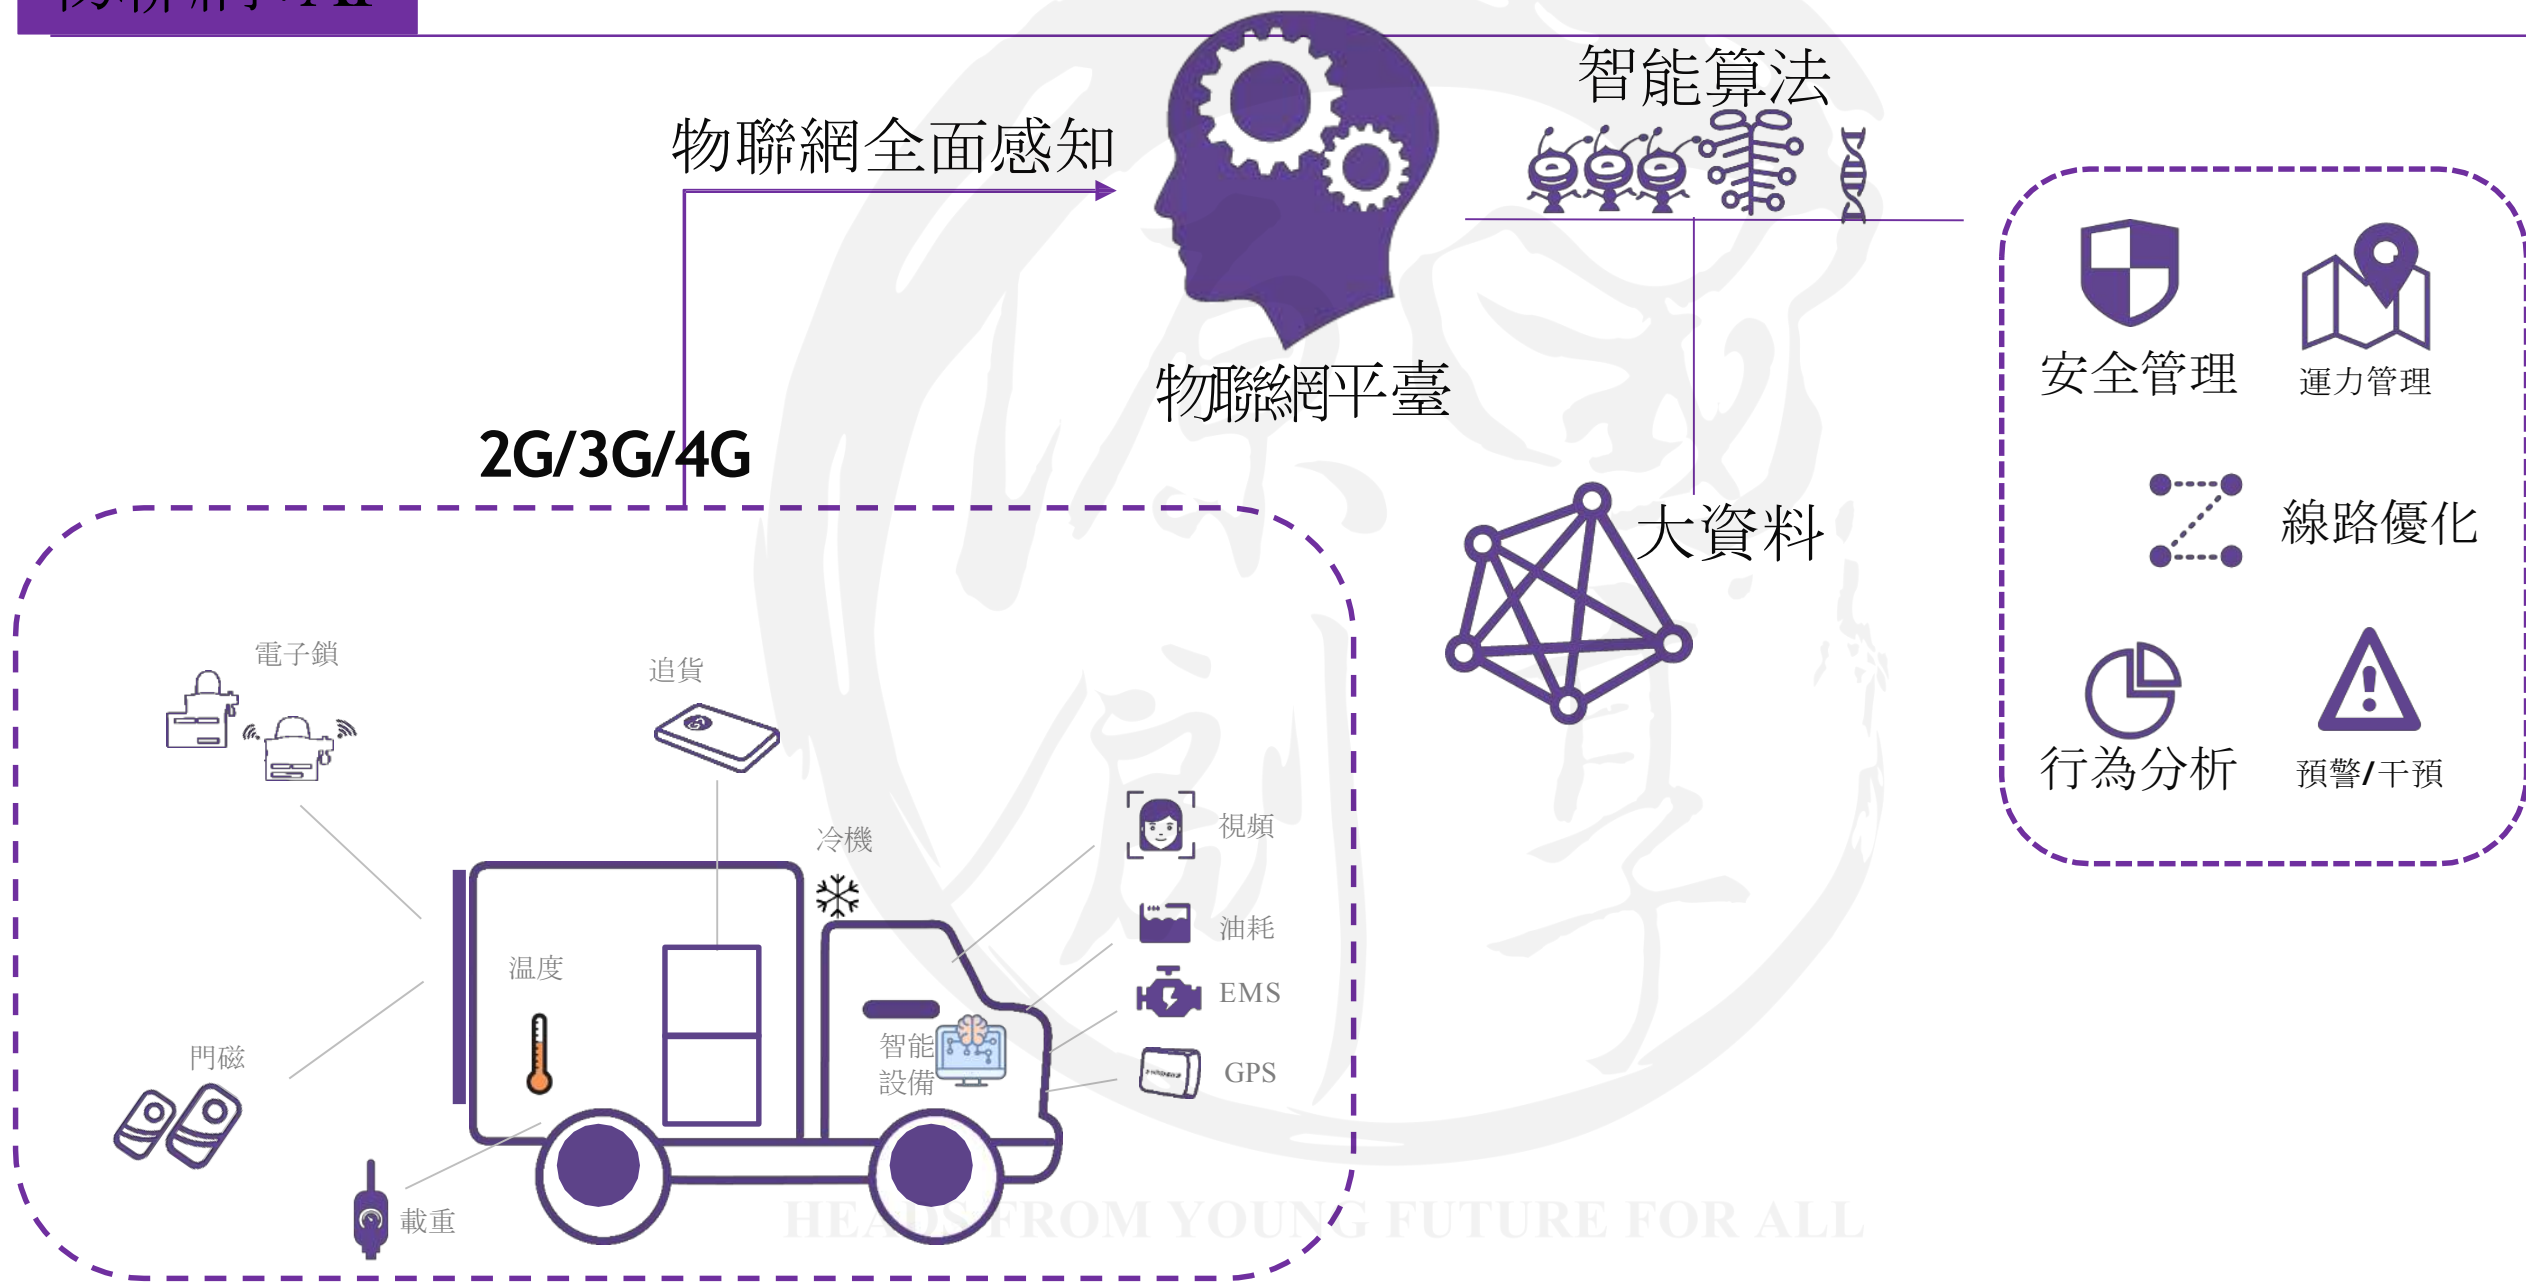 智能算法
物聯網全面感知
物聯網平臺
2G/3G/4G
大資料
安全管理
運力管理
線路優化
行為分析
預警/干預
電子鎖
追貨
冷機
視頻
油耗
EMS
GPS
温度
智能
設備
門磁
載重
HEADS FROM YOUNG FUTURE FOR ALL